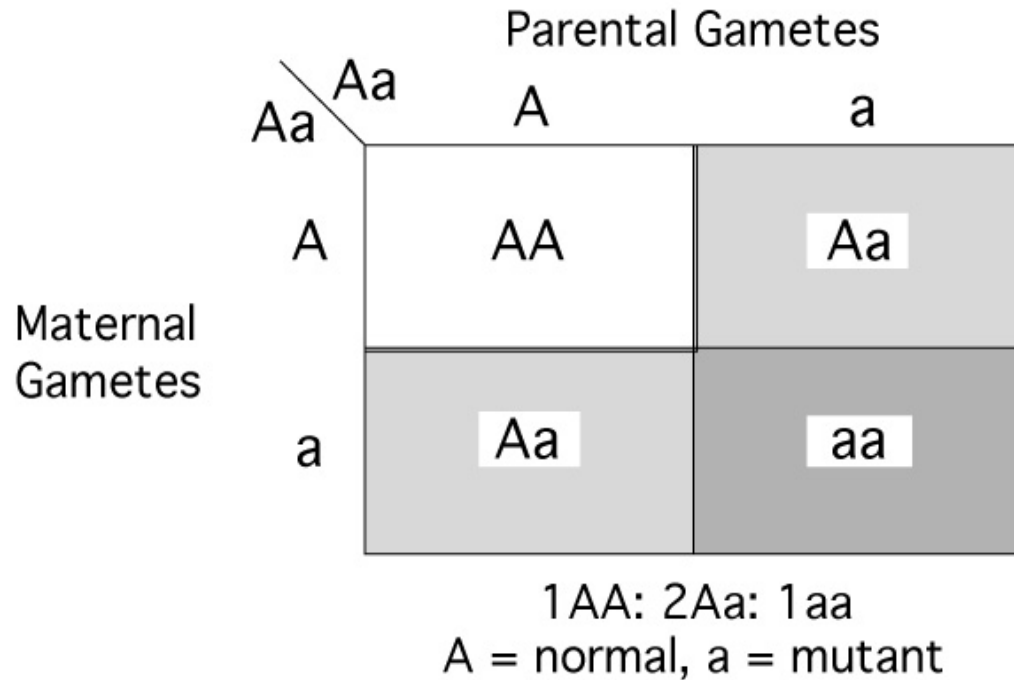 Parental Gametes
Aa
Aa
A
a
A
AA
Aa
Maternal
Gametes
a
Aa
aa
1AA: 2Aa: 1aa
A = normal, a = mutant